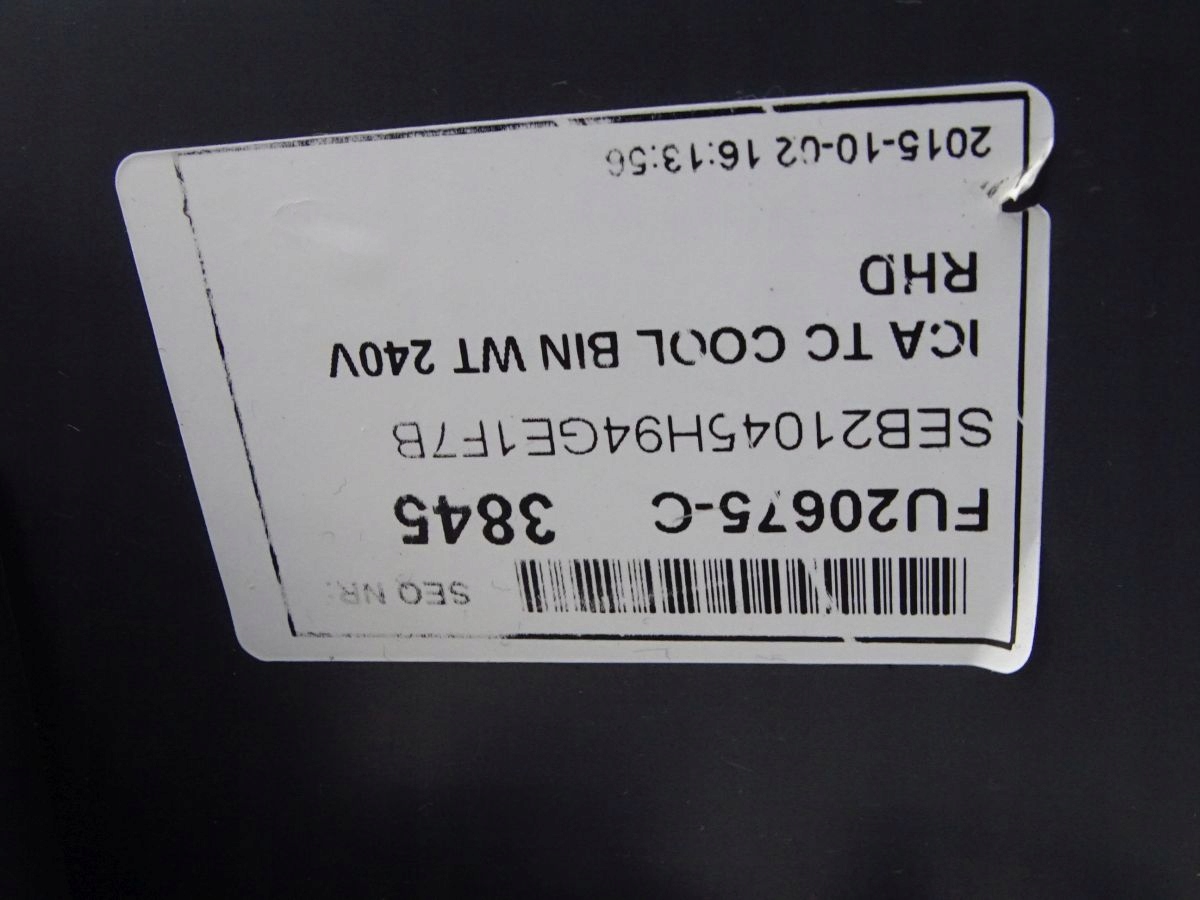 SEQ NR:
FU20675-C 3845
SEB21045H94GE1F7B
ICA TC COOL BIN WT 240V
RHD
2015-10-02 16:13:56